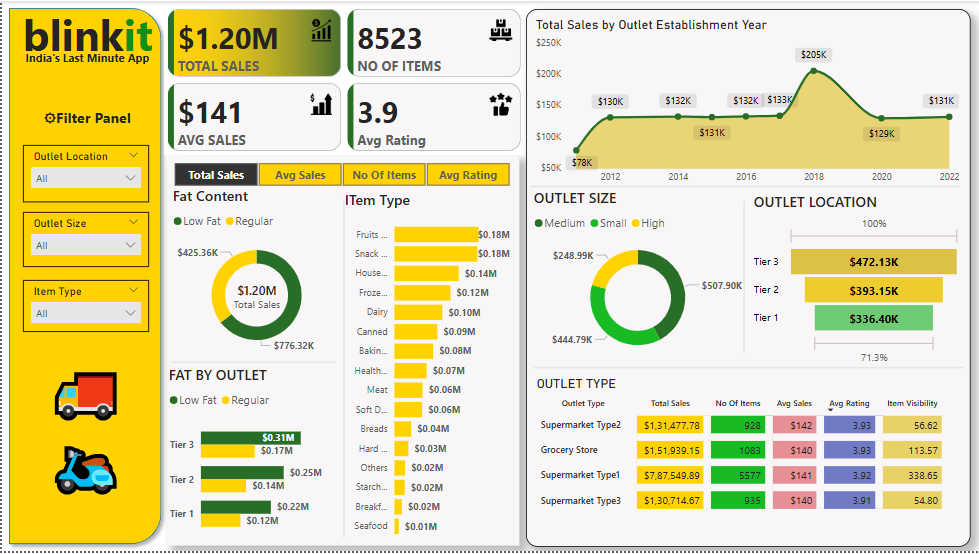 blinkit
India's Last Minute App
Filter Panel
Outlet Location
All
Outlet Size
All
Item Type
All
$1.20M
TOTAL SALES
8523
NO OF ITEMS
$141
AVG SALES
3.9
Avg Rating
Total Sales
Avg Sales
No Of Items
Avg Rating
Fat Content
Low Fat
Regular
$425.36K
$1.20M
Total Sales
$776.32K
FAT BY OUTLET
Low Fat
Regular
Tier 3
$0.31M
$0.17M
Tier 2
$0.25M
$0.14M
Tier 1
$0.22M
$0.12M
ITem Type
Fruits ... $0.18M
Snack ... $0.18M
House... $0.14M
Froze... $0.12M
Dairy $0.10M
Canned $0.09M
Bakin... $0.08M
Health... $0.07M
Meat $0.06M
Soft D... $0.06M
Breads $0.04M
Hard ... $0.03M
Others $0.02M
Starch... $0.02M
Breakf... $0.02M
Seafood $0.01M
Total Sales by Outlet Establishment Year
$250K
$200K
$150K
$100K
$50K
$78K
$130K
$132K
$131K
$132K
$133K
$205K
$129K
$131K
2012 2014 2016 2018 2020 2022
OUTLET SIZE
Medium Small High
$248.99K
$507.90K
$444.79K
OUTLET LOCATION
100%
Tier 3 $472.13K
Tier 2 $393.15K
Tier 1 $336.40K
71.3%
OUTLET TYPE
Outlet Type Total Sales No Of Items Avg Sales Avg Rating Item Visibility
Supermarket Type2 $1,31,477.78 928 $142 3.93 56.62
Grocery Store $1,51,939.15 1083 $140 3.93 113.57
Supermarket Type1 $7,87,549.89 5577 $141 3.92 338.65
Supermarket Type3 $1,30,714.67 935 $140 3.91 54.80